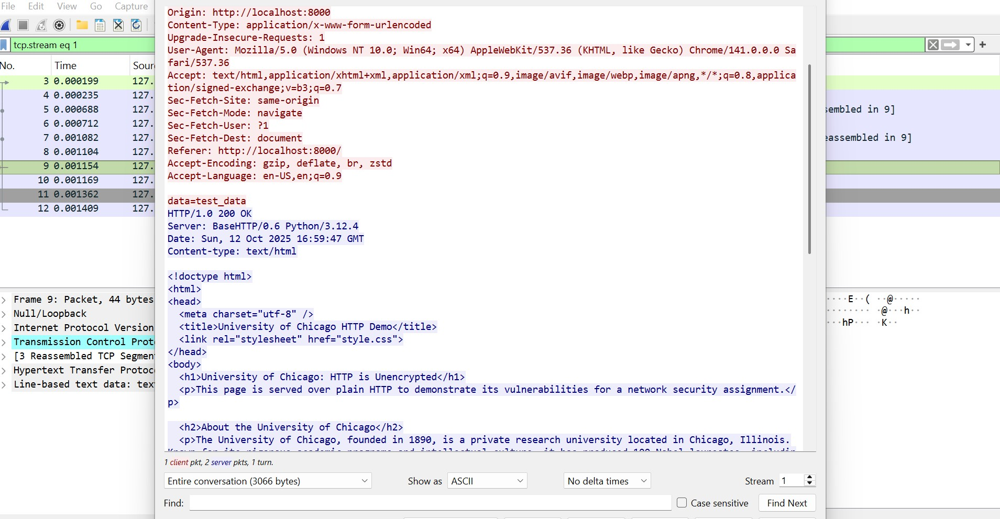 File Edit View Go Capture
tcp.stream eq 1
No. Time Sour
3 0.000199 127.
4 0.000235 127.
5 0.000688 127.
6 0.000712 127.
7 0.001082 127.
8 0.001104 127.
9 0.001154 127.
10 0.001169 127.
11 0.001362 127.
12 0.001409 127.
sembled in 9]
eassembled in 9]
Frame 9: Packet, 44 bytes
Null/Loopback
Internet Protocol Version
Transmission Control Prot
[3 Reassembled TCP Segmen
Hypertext Transfer Protoc
Line-based text data: tex
Origin: http://localhost:8000
Content-Type: application/x-www-form-urlencoded
Upgrade-Insecure-Requests: 1
User-Agent: Mozilla/5.0 (Windows NT 10.0; Win64; x64) AppleWebKit/537.36 (KHTML, like Gecko) Chrome/141.0.0.0 Sa
fari/537.36
Accept: text/html,application/xhtml+xml,application/xml;q=0.9,image/avif,image/webp,image/apng,*/*;q=0.8,applica
tion/signed-exchange;v=b3;q=0.7
Sec-Fetch-Site: same-origin
Sec-Fetch-Mode: navigate
Sec-Fetch-User: ?1
Sec-Fetch-Dest: document
Referer: http://localhost:8000/
Accept-Encoding: gzip, deflate, br, zstd
Accept-Language: en-US,en;q=0.9
data=test_data
HTTP/1.0 200 OK
Server: BaseHTTP/0.6 Python/3.12.4
Date: Sun, 12 Oct 2025 16:59:47 GMT
Content-type: text/html
<!doctype html>
<html>
<head>
<meta charset="utf-8" />
<title>University of Chicago HTTP Demo</title>
<link rel="stylesheet" href="style.css">
</head>
<body>
<h1>University of Chicago: HTTP is Unencrypted</h1>
<p>This page is served over plain HTTP to demonstrate its vulnerabilities for a network security assignment.</
p>
<h2>About the University of Chicago</h2>
<p>The University of Chicago, founded in 1890, is a private research university located in Chicago, Illinois.
Known for its rigorous academic programs and intellectual culture, it has produced 100 Nobel laureates, includin
1 client pkt, 2 server pkts, 1 turn.
Entire conversation (3066 bytes) Show as ASCII No delta times Stream 1
Find: Case sensitive Find Next
····E··( ··@·····
········ ·@···h··
···hP··· ·K··